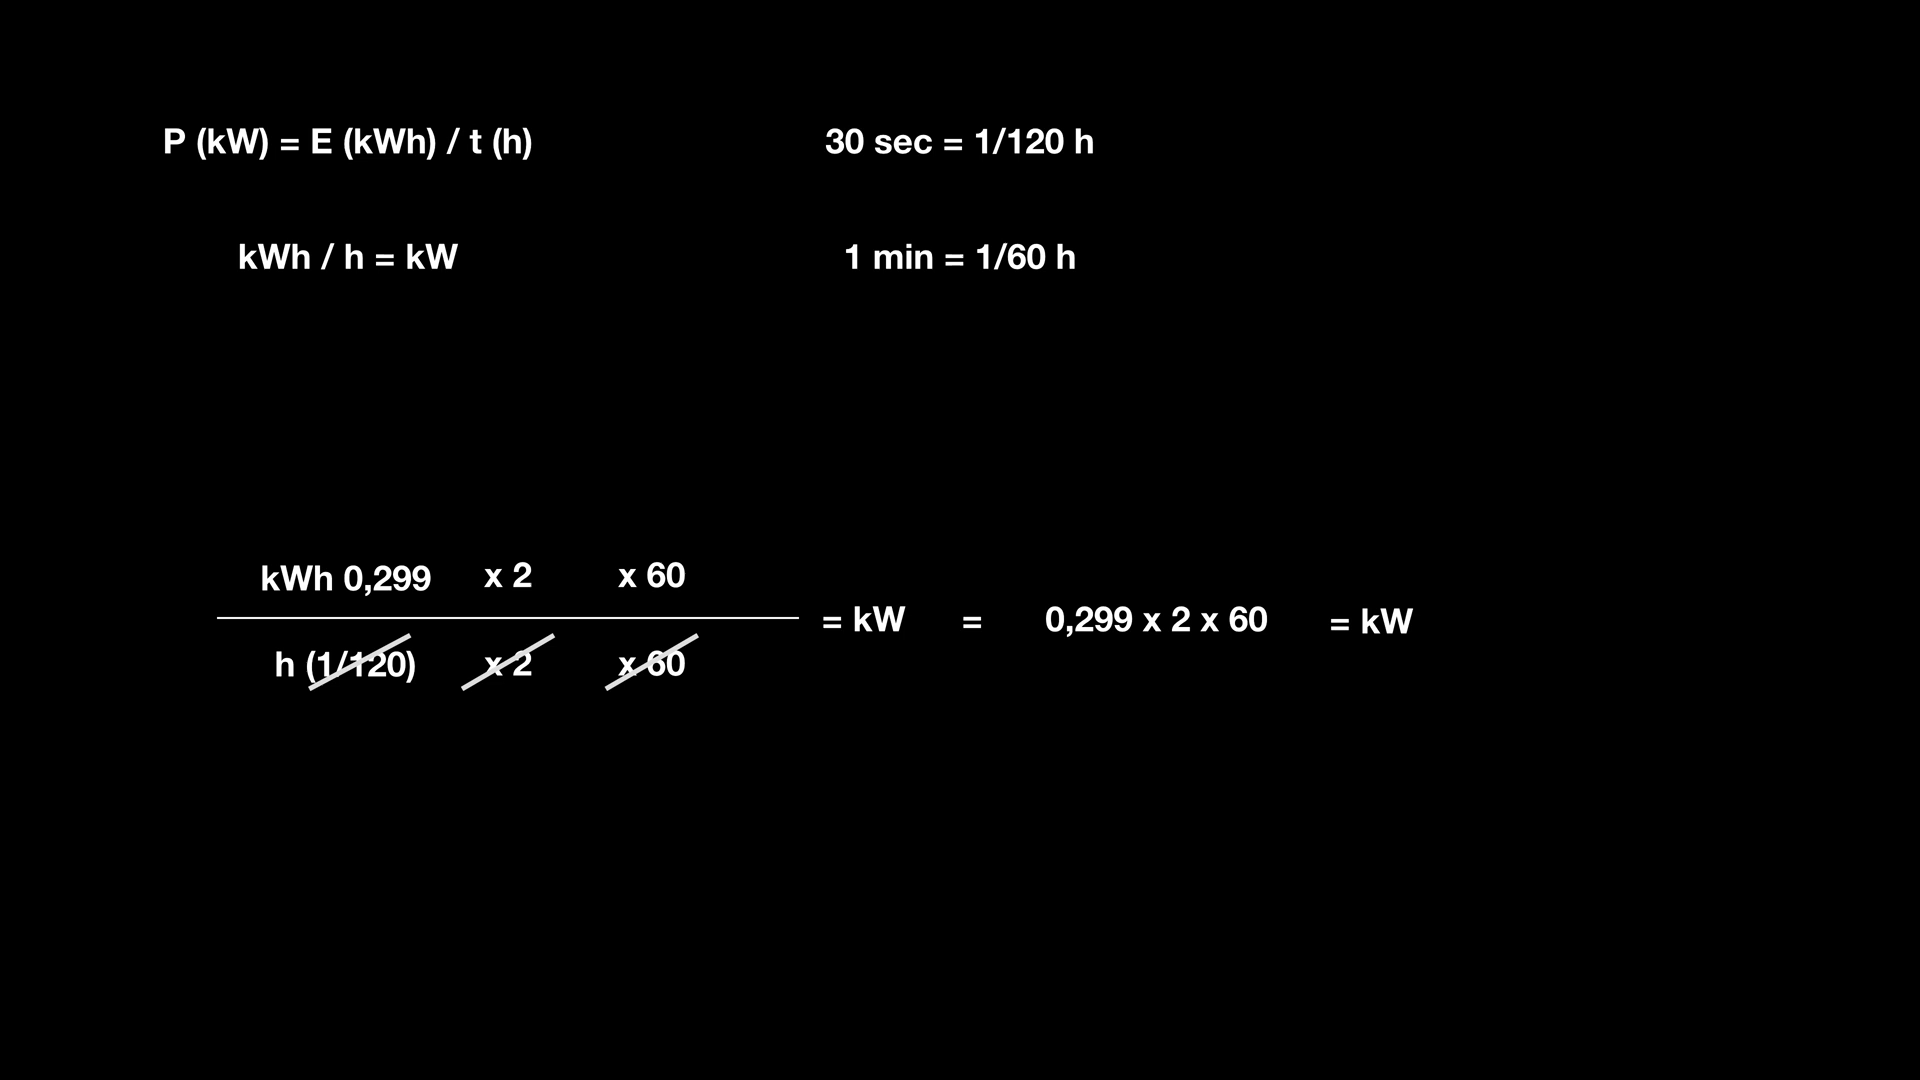 P (kW) = E (kWh) / t (h)
30 sec = 1/120 h
kWh / h = kW
1 min = 1/60 h
kWh 0,299 x 2 x 60
h (1/120) x 2 x 60
= kW = 0,299 x 2 x 60 = kW